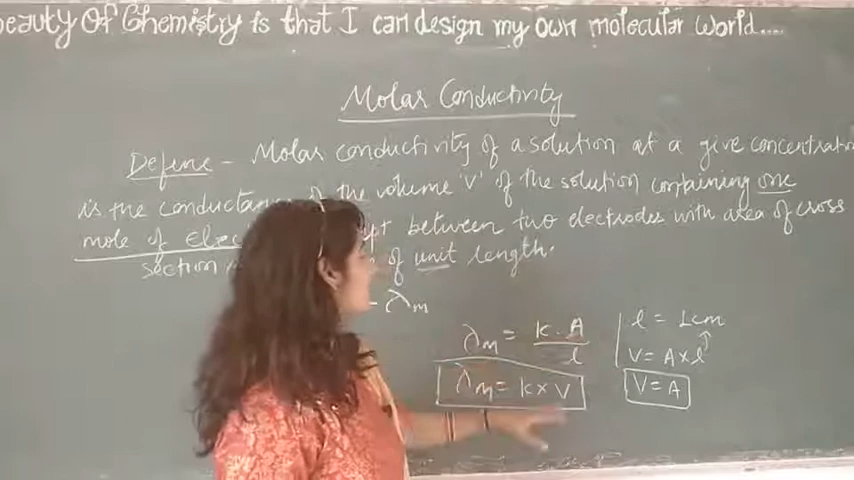 beauty Of Chemistry is that I can design my own molecular world....
Molar Conductivity
Define - Molar conductivity of a solution at a give concentration
is the conductance of the volume 'V' of the solution containing one
mole of Elec kept between two electrodes with area of cross
section of unit length.
- λm
λm = k.A/l
l = 1cm
V = A×l
λm = k×V
V = A